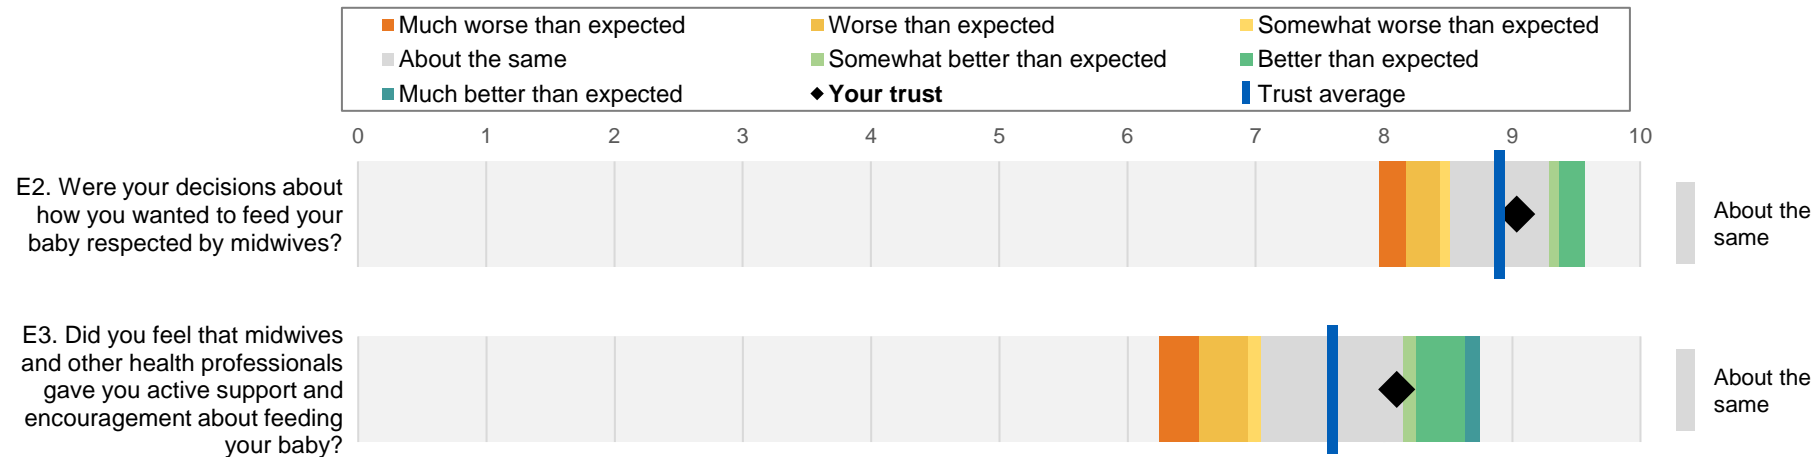 Much worse than expected Worse than expected Somewhat worse than expected
About the same Somewhat better than expected Better than expected
Much better than expected Your trust Trust average
0 1 2 3 4 5 6 7 8 9 10
E2. Were your decisions about
how you wanted to feed your
baby respected by midwives?
About the
same
E3. Did you feel that midwives
and other health professionals
gave you active support and
encouragement about feeding
your baby?
About the
same